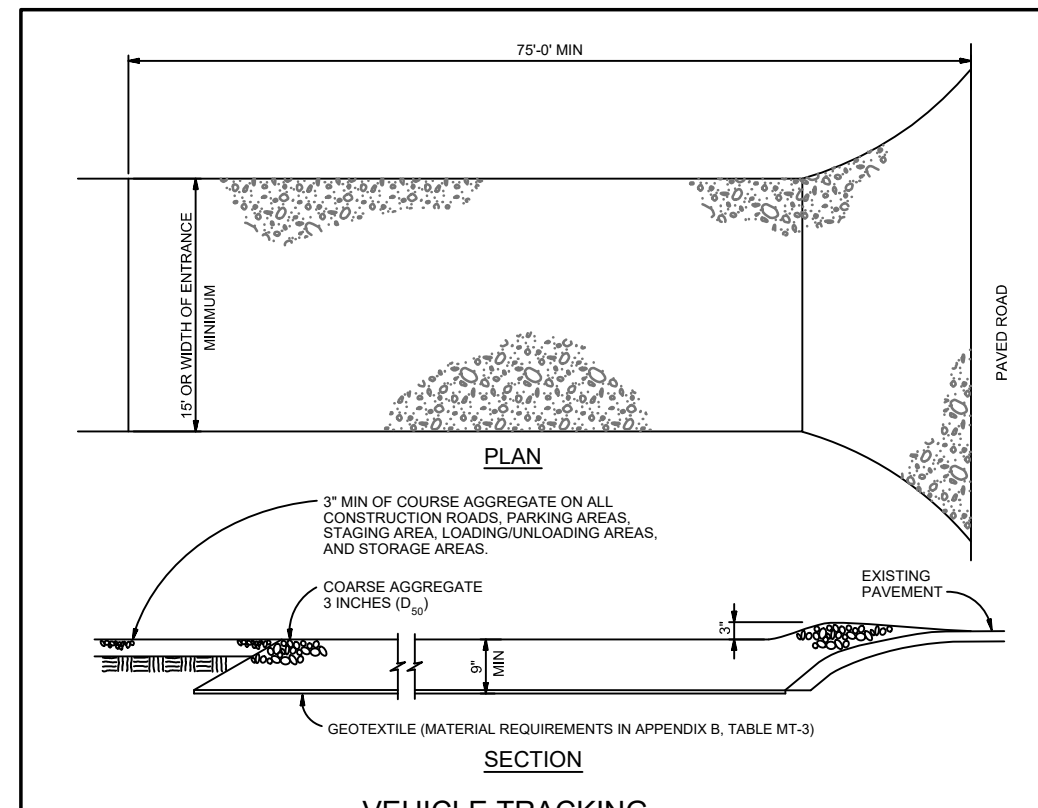 75'-0' MIN
15' OR WIDTH OF ENTRANCE
MINIMUM
PAVED ROAD
PLAN
3" MIN OF COURSE AGGREGATE ON ALL
CONSTRUCTION ROADS, PARKING AREAS,
STAGING AREA, LOADING/UNLOADING AREAS,
AND STORAGE AREAS.
COARSE AGGREGATE
3 INCHES (D50)
EXISTING
PAVEMENT
3"
9"
MIN
GEOTEXTILE (MATERIAL REQUIREMENTS IN APPENDIX B, TABLE MT-3)
SECTION
VEHICLE TRACKING